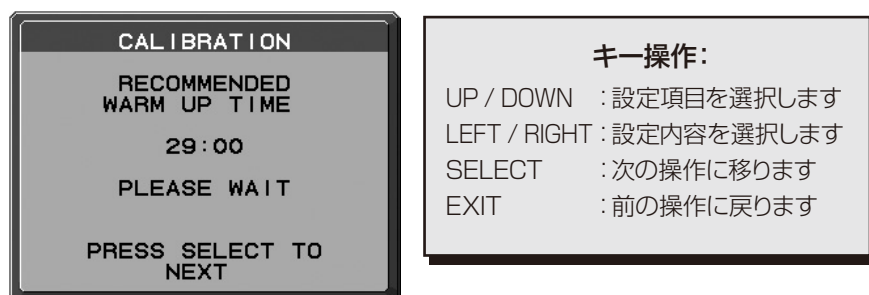 CALIBRATION
RECOMMENDED
WARM UP TIME
29:00
PLEASE WAIT
PRESS SELECT TO
NEXT
キー操作：
UP / DOWN ：設定項目を選択します
LEFT / RIGHT：設定内容を選択します
SELECT ：次の操作に移ります
EXIT ：前の操作に戻ります